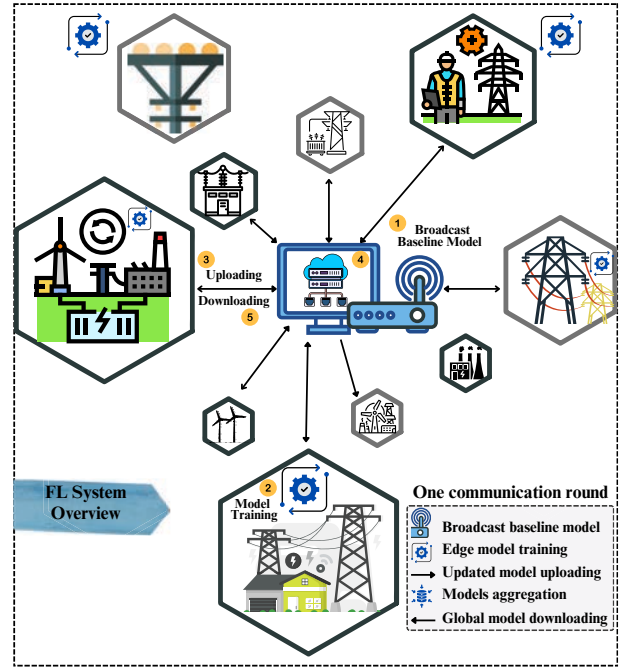 1
Broadcast
Baseline Model
3
Uploading
4
Downloading
5
2
Model
Training
FL System
Overview
One communication round
Broadcast baseline model
Edge model training
Updated model uploading
Models aggregation
Global model downloading